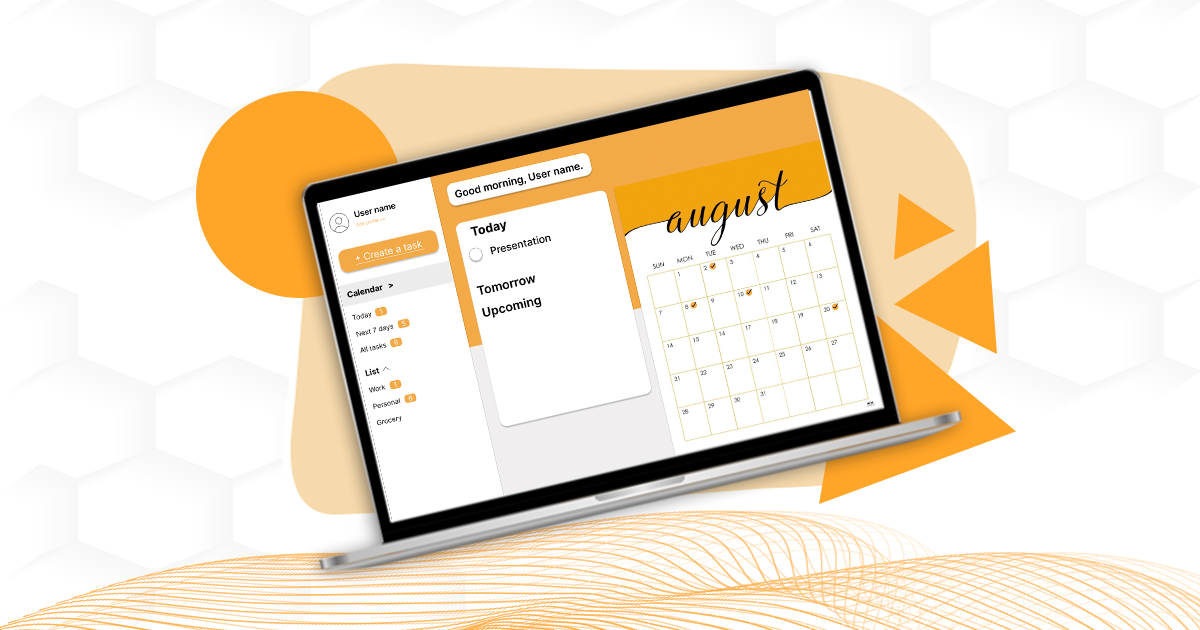 User name
+ Create a task
Calendar >
Today 1
Next 7 days 5
All tasks 6
List
Work 1
Personal 6
Grocery
Good morning, User name.
Today
Presentation
Tomorrow
Upcoming
august
SUN MON TUE WED THU FRI SAT
1 2 3 4 5 6
7 8 9 10 11 12 13
14 13 14 17 18 19 20
21 22 23 24 25 26 27
28 29 30 31